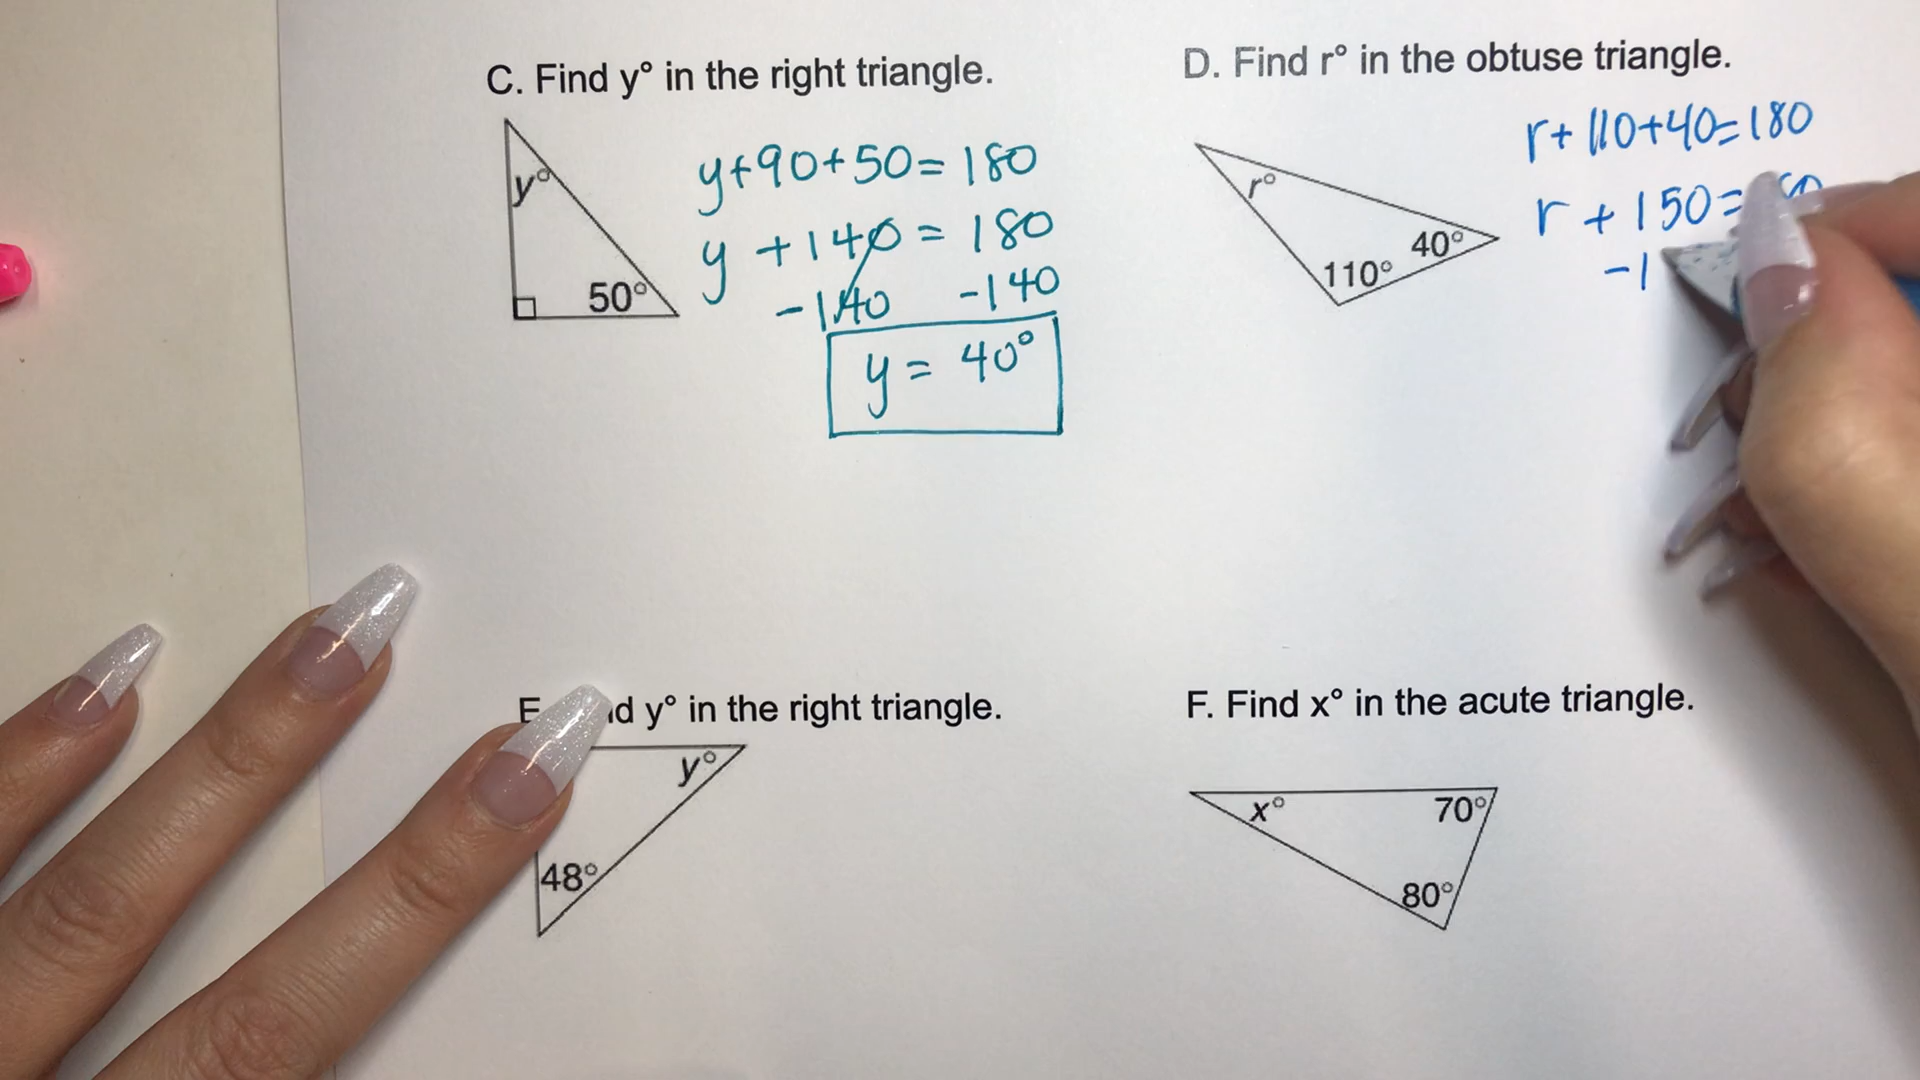 C. Find y° in the right triangle.
y°
50°
y+90+50=180
y +140 = 180
-140 -140
y = 40°
D. Find r° in the obtuse triangle.
r°
40°
110°
r+110+40=180
r + 150=
-1
E. y° in the right triangle.
y°
48°
F. Find x° in the acute triangle.
x°
70°
80°